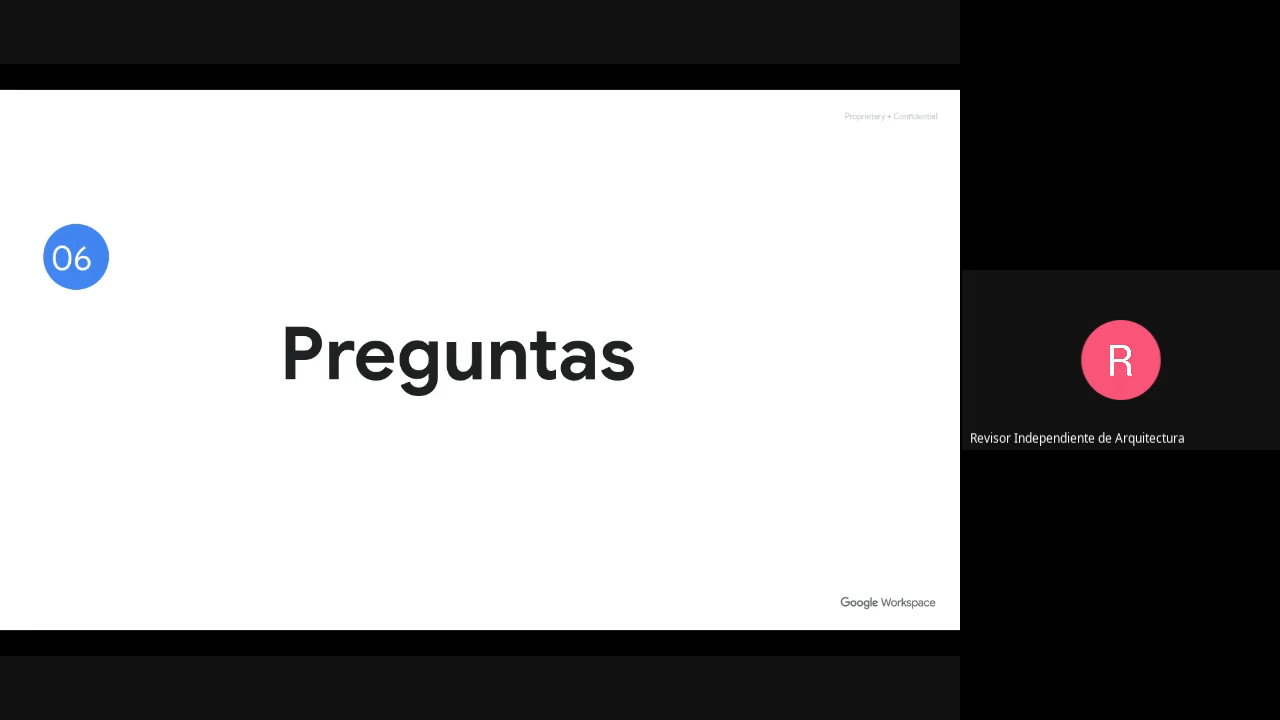 Proprietary + Confidential
06
Preguntas
R
Revisor Independiente de Arquitectura
Google Workspace